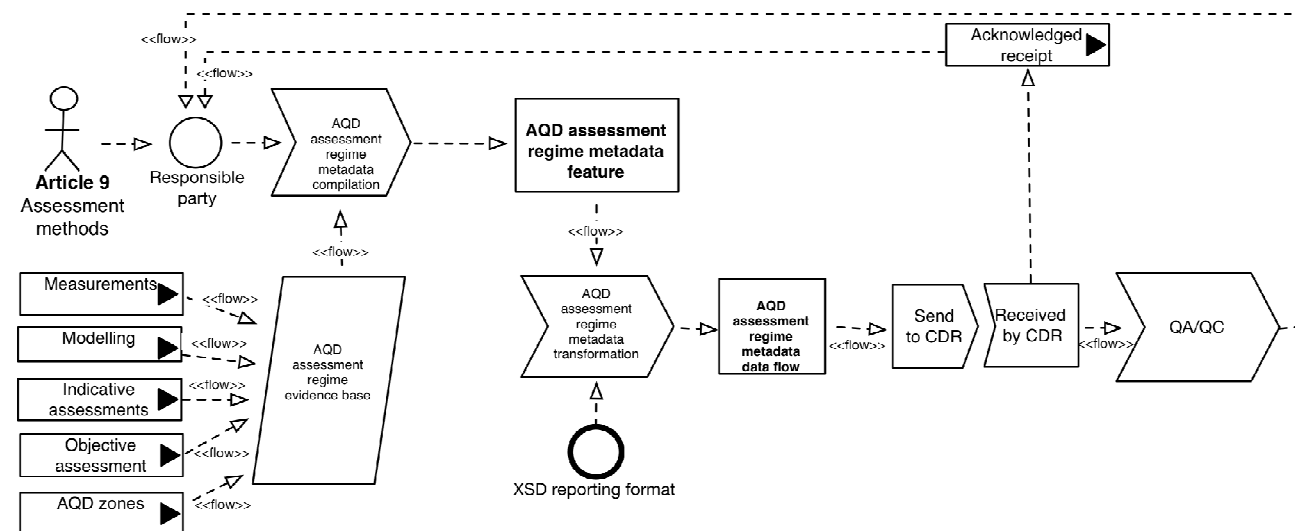 <<flow>>
Acknowledged
receipt
<<flow>>
AQD
assessment
regime
metadata
compilation
AQD assessment
regime metadata
feature
Responsible
party
Article 9
Assessment
methods
<<flow>>
<<flow>>
Measurements
<<flow>>
Modelling
<<flow>>
Indicative
assessments
<<flow>>
Objective
assessment
<<flow>>
AQD zones
<<flow>>
AQD
assessment
regime
evidence base
AQD
assessment
regime
metadata
transformation
AQD
assessment
regime
metadata
data flow
<<flow>>
Send
to CDR
Received
by CDR
<<flow>>
QA/QC
XSD reporting format